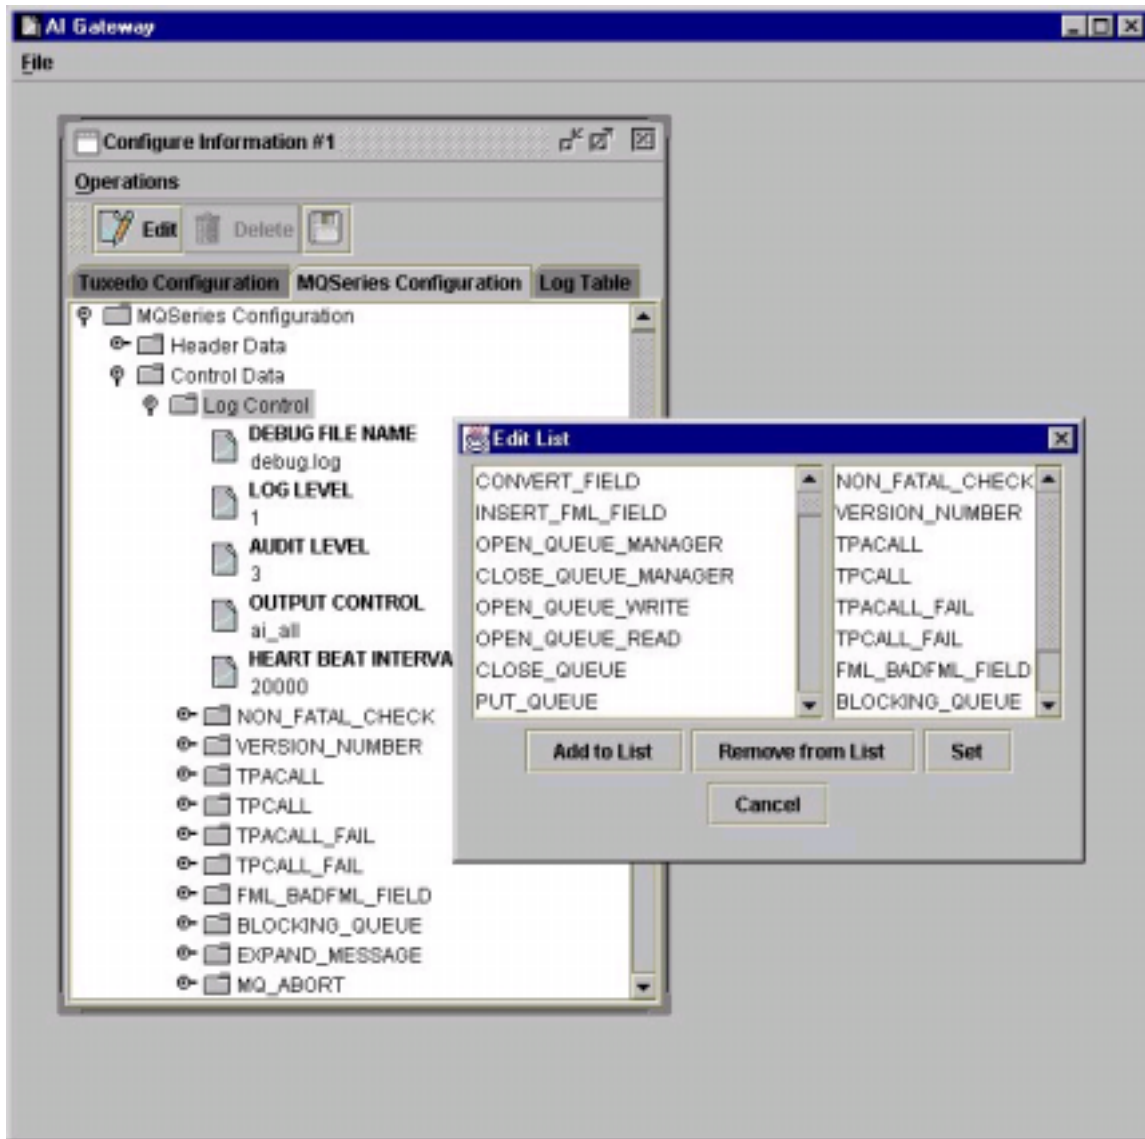 AI Gateway
File
Configure Information #1
Operations
Edit
Delete
Tuxedo Configuration
MQSeries Configuration
Log Table
MQSeries Configuration
Header Data
Control Data
Log Control
DEBUG FILE NAME
debug.log
LOG LEVEL
1
AUDIT LEVEL
3
OUTPUT CONTROL
ai_all
HEART BEAT INTERVA
20000
NON_FATAL_CHECK
VERSION_NUMBER
TPACALL
TPCALL
TPACALL_FAIL
TPCALL_FAIL
FML_BADFML_FIELD
BLOCKING_QUEUE
EXPAND_MESSAGE
MQ_ABORT
Edit List
CONVERT_FIELD
INSERT_FML_FIELD
OPEN_QUEUE_MANAGER
CLOSE_QUEUE_MANAGER
OPEN_QUEUE_WRITE
OPEN_QUEUE_READ
CLOSE_QUEUE
PUT_QUEUE
NON_FATAL_CHECK
VERSION_NUMBER
TPACALL
TPCALL
TPACALL_FAIL
TPCALL_FAIL
FML_BADFML_FIELD
BLOCKING_QUEUE
Add to List
Remove from List
Set
Cancel